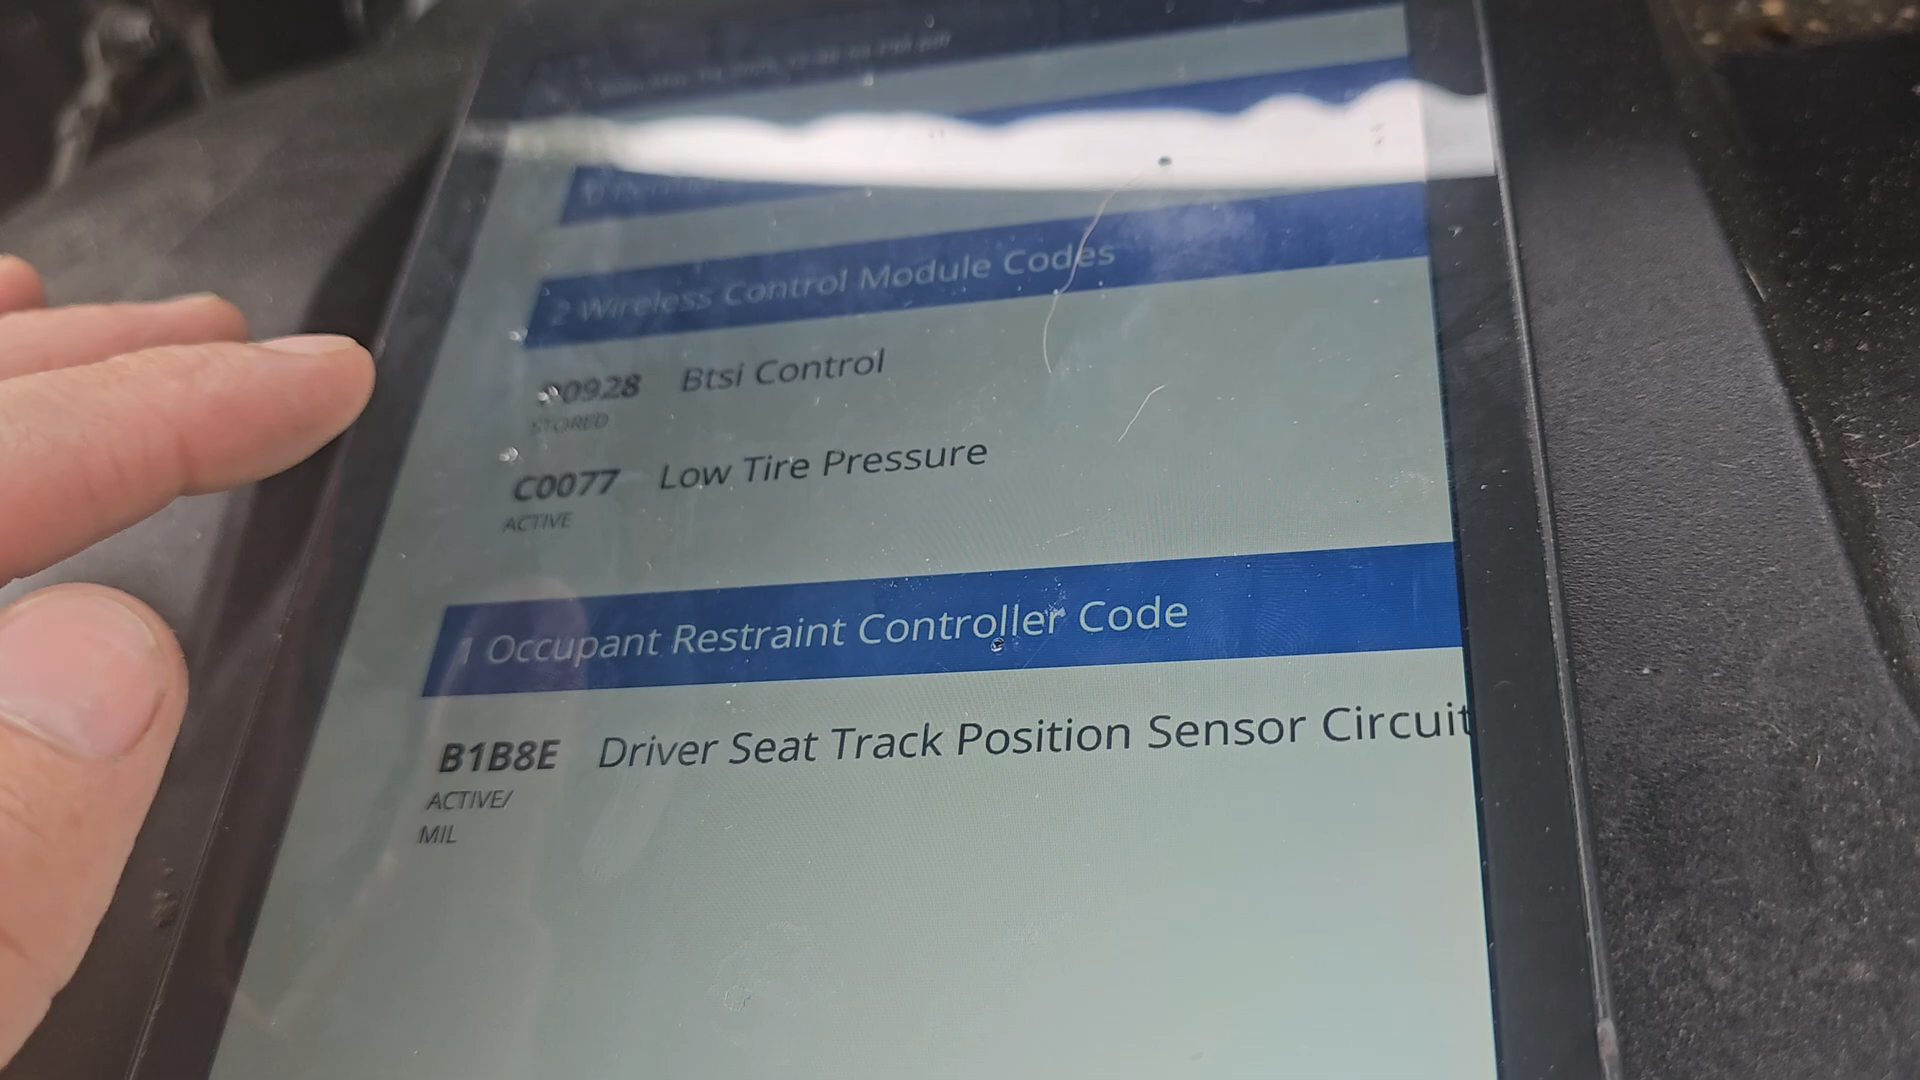 2 Wireless Control Module Codes
0928 Btsi Control
STORED
C0077 Low Tire Pressure
ACTIVE
1 Occupant Restraint Controller Code
B1B8E Driver Seat Track Position Sensor Circuit
ACTIVE/
MIL